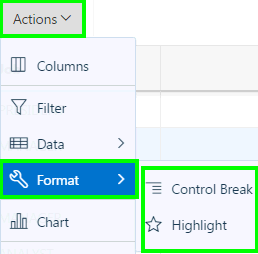 Actions
Columns
Filter
Data
Format
Control Break
Highlight
Chart